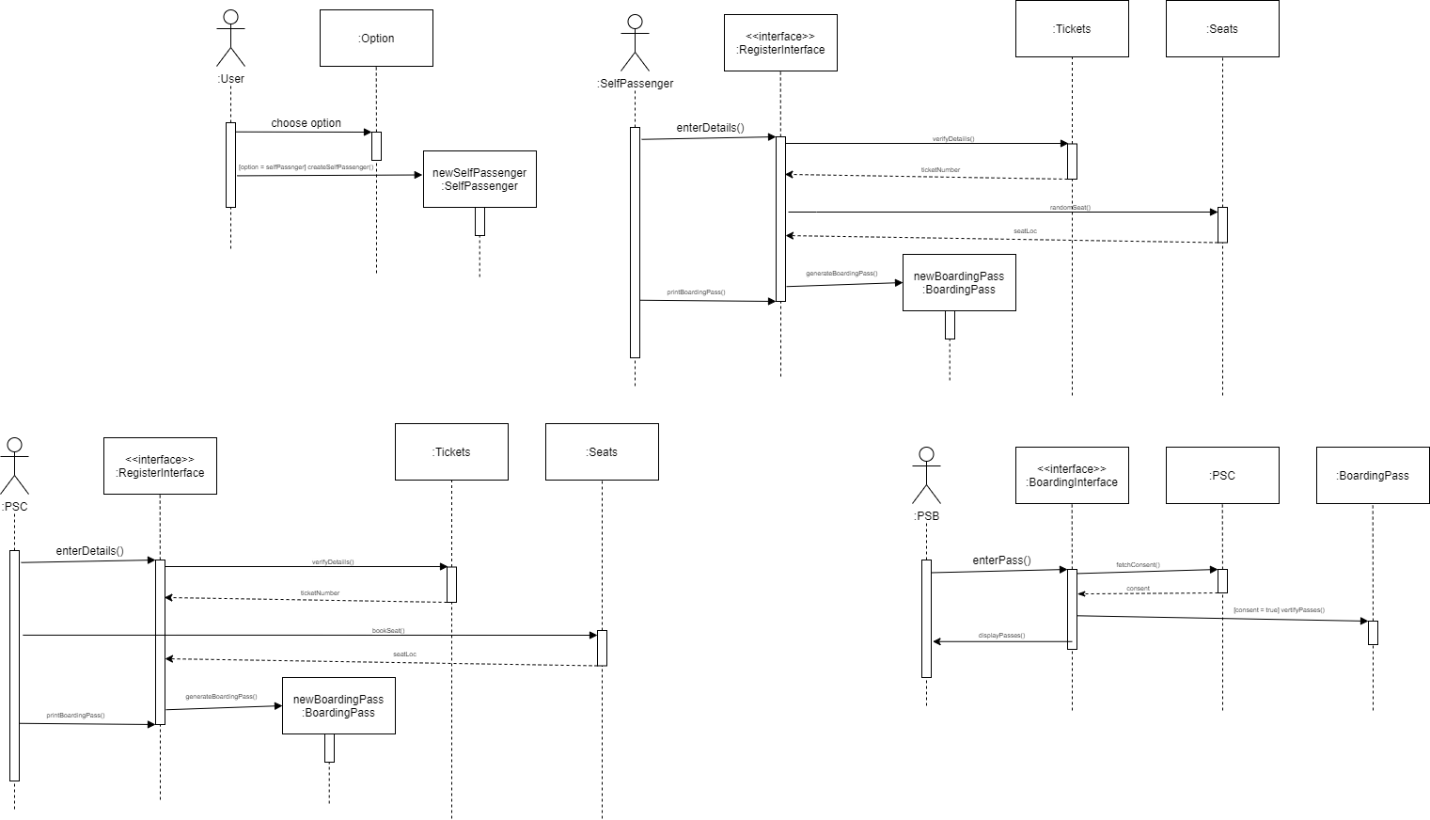 :User
:Option
choose option
[option = selfPasenger] createSelfPassenger()
newSelfPassenger
:SelfPassenger
:SelfPassenger
<<interface>>
:RegisterInterface
:Tickets
:Seats
enterDetails()
verifyDetails()
ticketNumber
randomSeat()
seatLoc
generateBoardingPass()
newBoardingPass
:BoardingPass
printBoardingPass()
:PSC
<<interface>>
:RegisterInterface
:Tickets
:Seats
enterDetails()
verifyDetails()
ticketNumber
bookSeat()
seatLoc
generateBoardingPass()
newBoardingPass
:BoardingPass
printBoardingPass()
:PSB
<<interface>>
:BoardingInterface
:PSC
:BoardingPass
enterPass()
fetchConsent()
consent
[consent = true] vertifyPasses()
displayPasses()